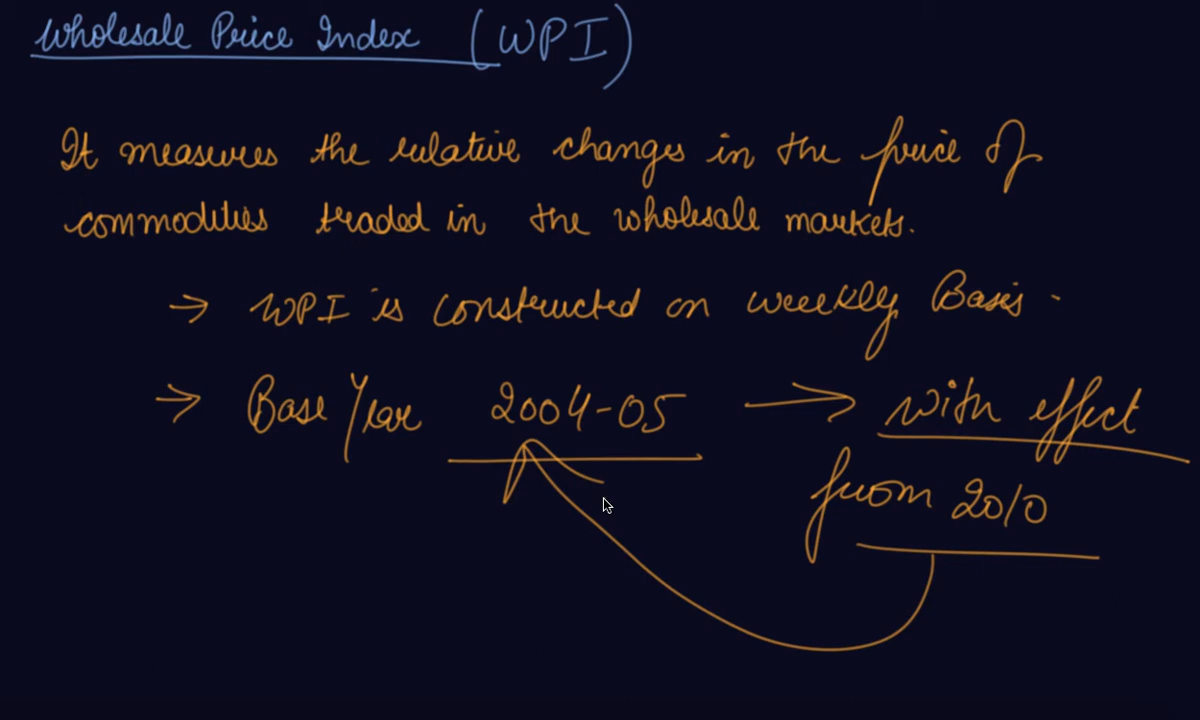 Wholesale Price Index (WPI)
It measures the relative changes in the price of
commodities traded in the wholesale markets.
→ WPI is constructed on weekly Basis.
→ Base Year 2004-05 → with effect
from 2010